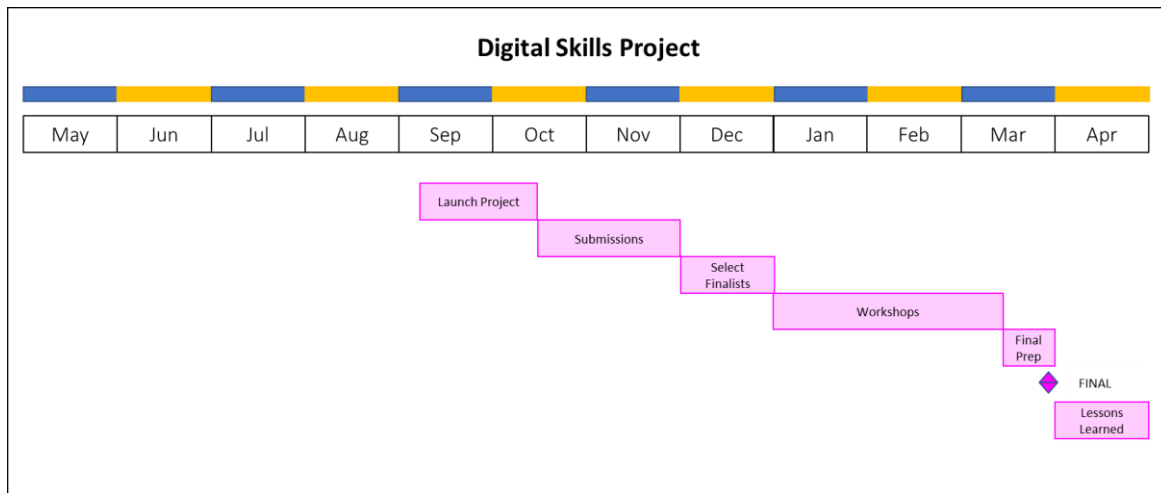 Digital Skills Project
May Jun Jul Aug Sep Oct Nov Dec Jan Feb Mar Apr
Launch Project
Submissions
Select
Finalists
Workshops
Final
Prep
FINAL
Lessons
Learned